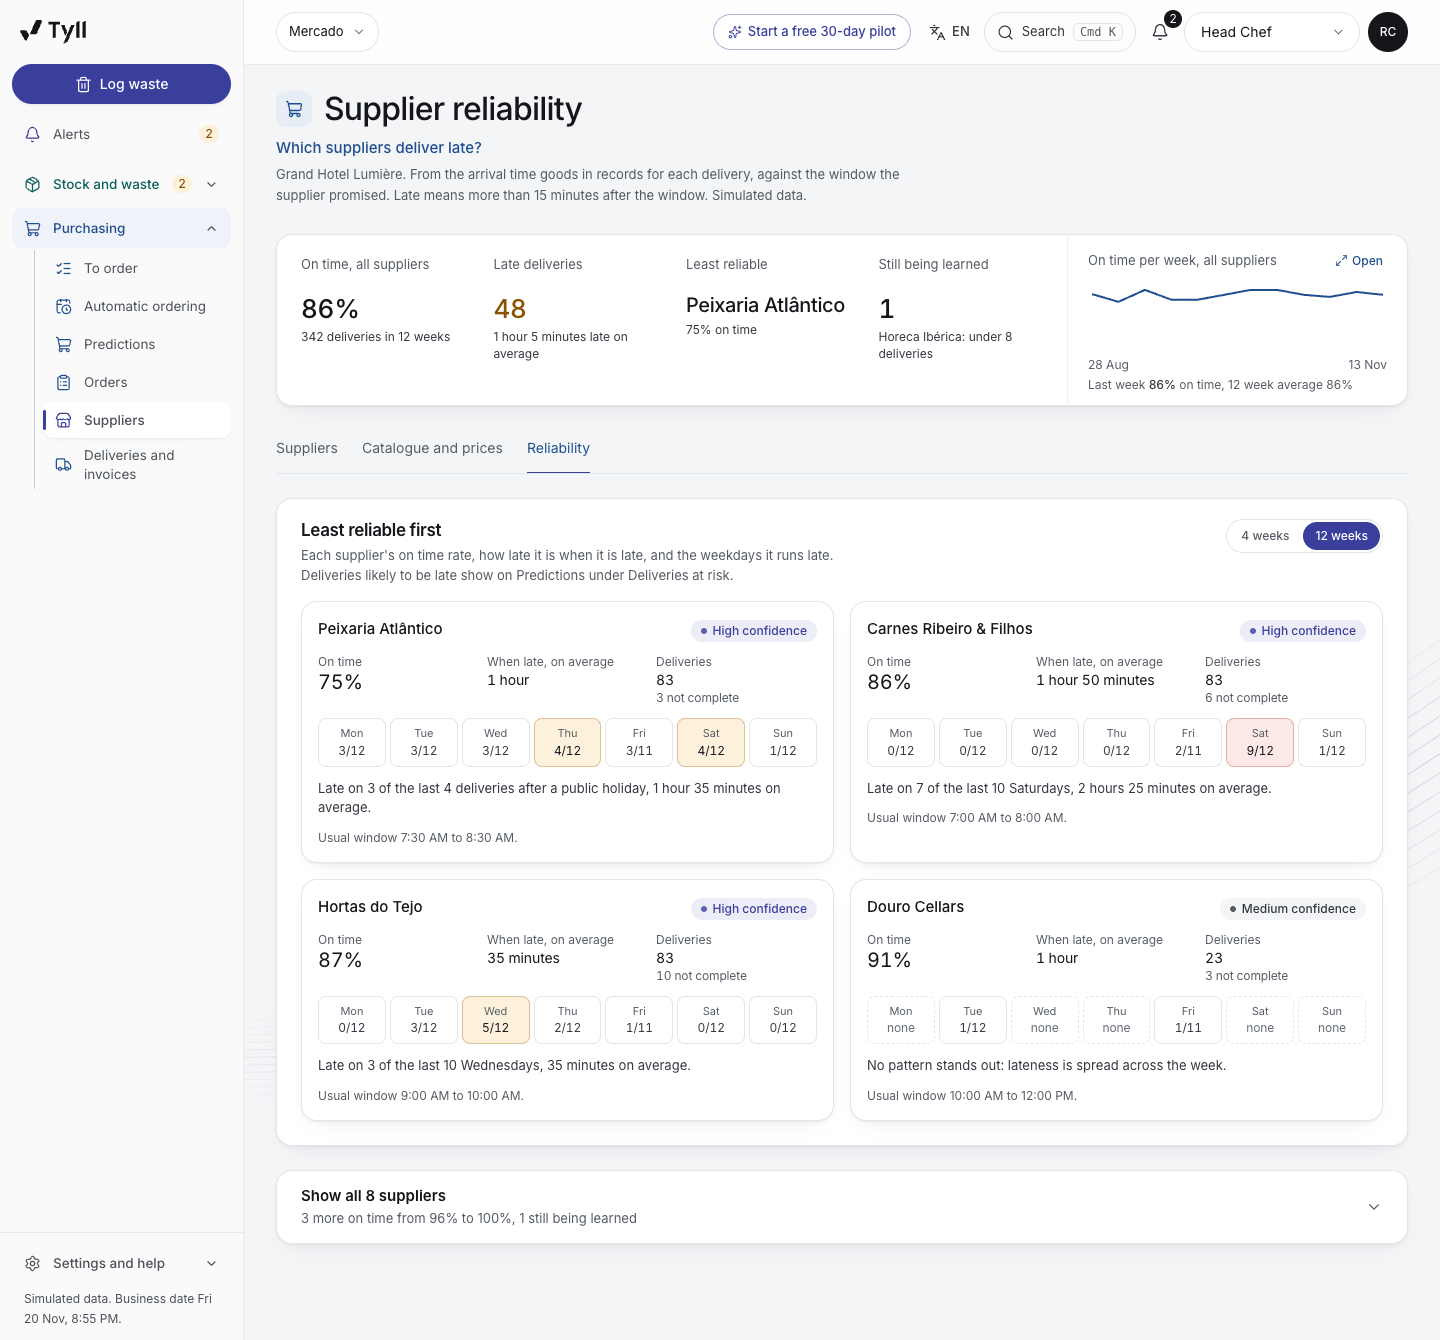 Tyll
Log waste
Alerts
2
Stock and waste
2
Purchasing
To order
Automatic ordering
Predictions
Orders
Suppliers
Deliveries and
invoices
Settings and help
Simulated data. Business date Fri
20 Nov, 8:55 PM.
Mercado
Start a free 30-day pilot
EN
Search
Cmd K
2
Head Chef
RC
Supplier reliability
Which suppliers deliver late?
Grand Hotel Lumière. From the arrival time goods in records for each delivery, against the window the
supplier promised. Late means more than 15 minutes after the window. Simulated data.
On time, all suppliers
86%
342 deliveries in 12 weeks
Late deliveries
48
1 hour 5 minutes late on
average
Least reliable
Peixaria Atlântico
75% on time
Still being learned
1
Horeca Ibérica: under 8
deliveries
On time per week, all suppliers
Open
28 Aug
13 Nov
Last week 86% on time, 12 week average 86%
Suppliers
Catalogue and prices
Reliability
Least reliable first
Each supplier's on time rate, how late it is when it is late, and the weekdays it runs late.
Deliveries likely to be late show on Predictions under Deliveries at risk.
4 weeks
12 weeks
Peixaria Atlântico
High confidence
On time
75%
When late, on average
1 hour
Deliveries
83
3 not complete
Mon
3/12
Tue
3/12
Wed
3/12
Thu
4/12
Fri
3/11
Sat
4/12
Sun
1/12
Late on 3 of the last 4 deliveries after a public holiday, 1 hour 35 minutes on
average.
Usual window 7:30 AM to 8:30 AM.
Carnes Ribeiro & Filhos
High confidence
On time
86%
When late, on average
1 hour 50 minutes
Deliveries
83
6 not complete
Mon
0/12
Tue
0/12
Wed
0/12
Thu
0/12
Fri
2/11
Sat
9/12
Sun
1/12
Late on 7 of the last 10 Saturdays, 2 hours 25 minutes on average.
Usual window 7:00 AM to 8:00 AM.
Hortas do Tejo
High confidence
On time
87%
When late, on average
35 minutes
Deliveries
83
10 not complete
Mon
0/12
Tue
3/12
Wed
5/12
Thu
2/12
Fri
1/11
Sat
0/12
Sun
0/12
Late on 3 of the last 10 Wednesdays, 35 minutes on average.
Usual window 9:00 AM to 10:00 AM.
Douro Cellars
Medium confidence
On time
91%
When late, on average
1 hour
Deliveries
23
3 not complete
Mon
none
Tue
1/12
Wed
none
Thu
none
Fri
1/11
Sat
none
Sun
none
No pattern stands out: lateness is spread across the week.
Usual window 10:00 AM to 12:00 PM.
Show all 8 suppliers
3 more on time from 96% to 100%, 1 still being learned